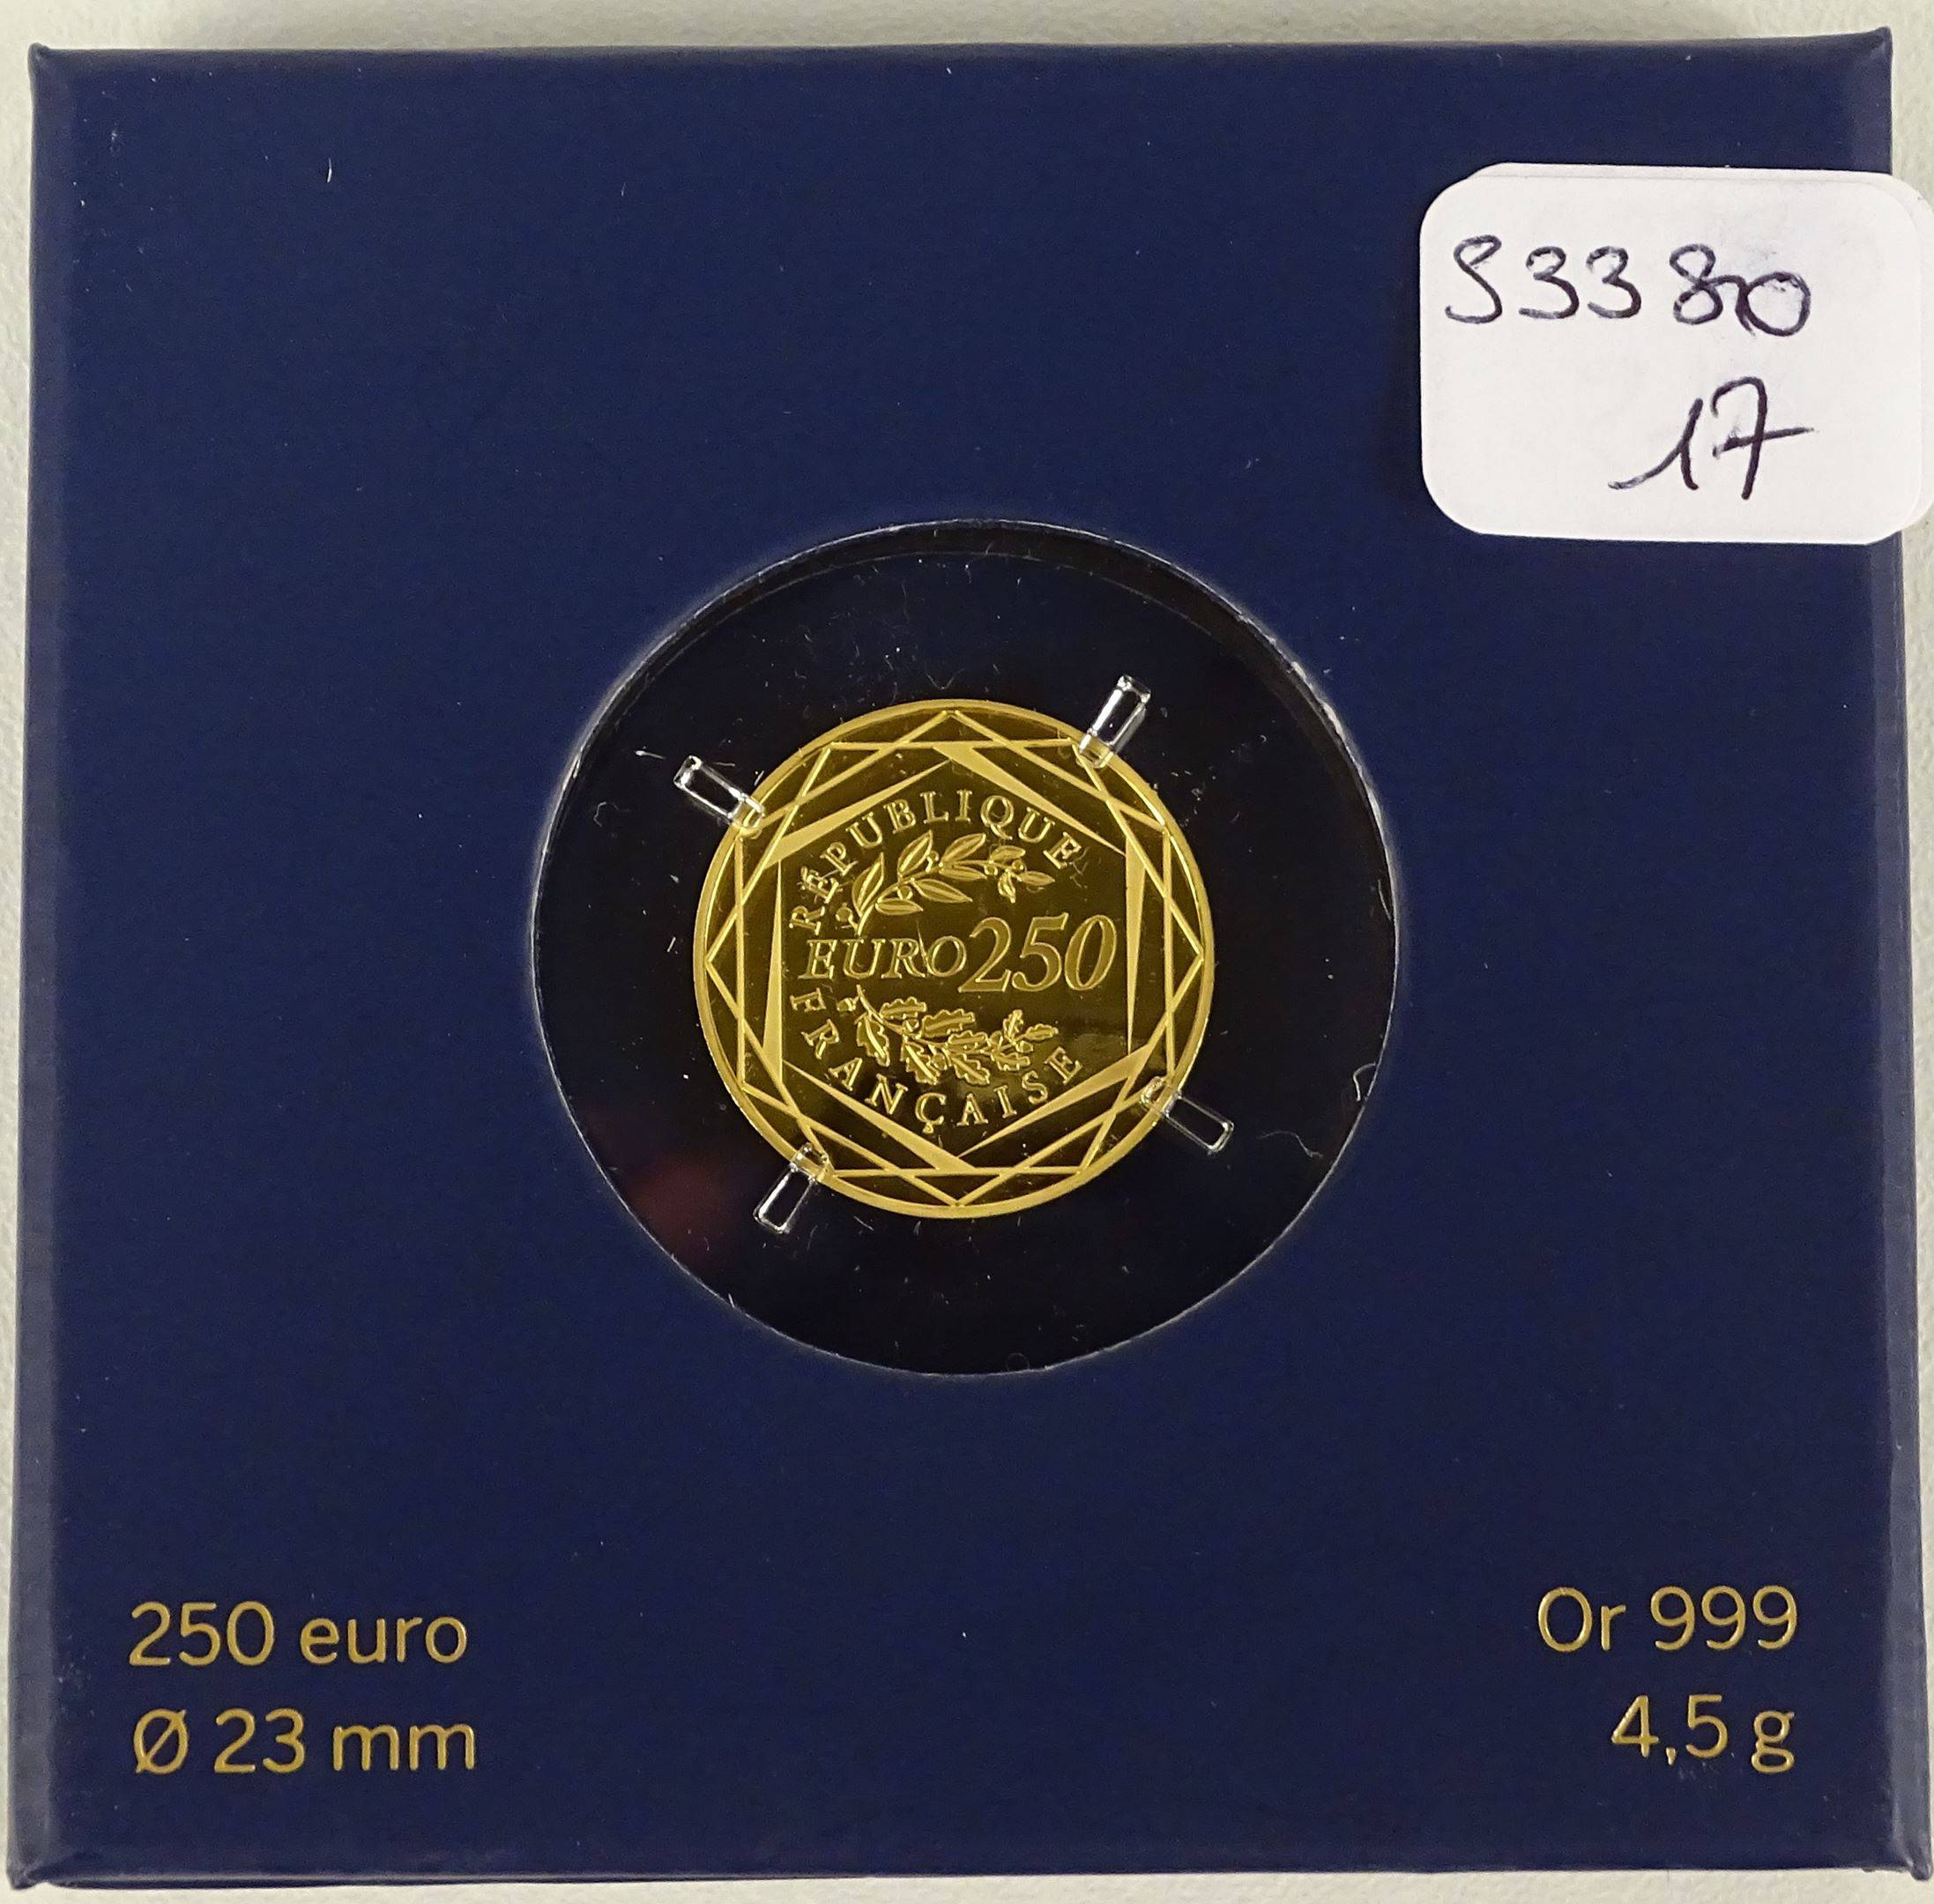 S3380
17
RÉPUBLIQUE
EURO 250
FRANÇAISE
250 euro
Ø 23 mm
Or 999
4,5 g